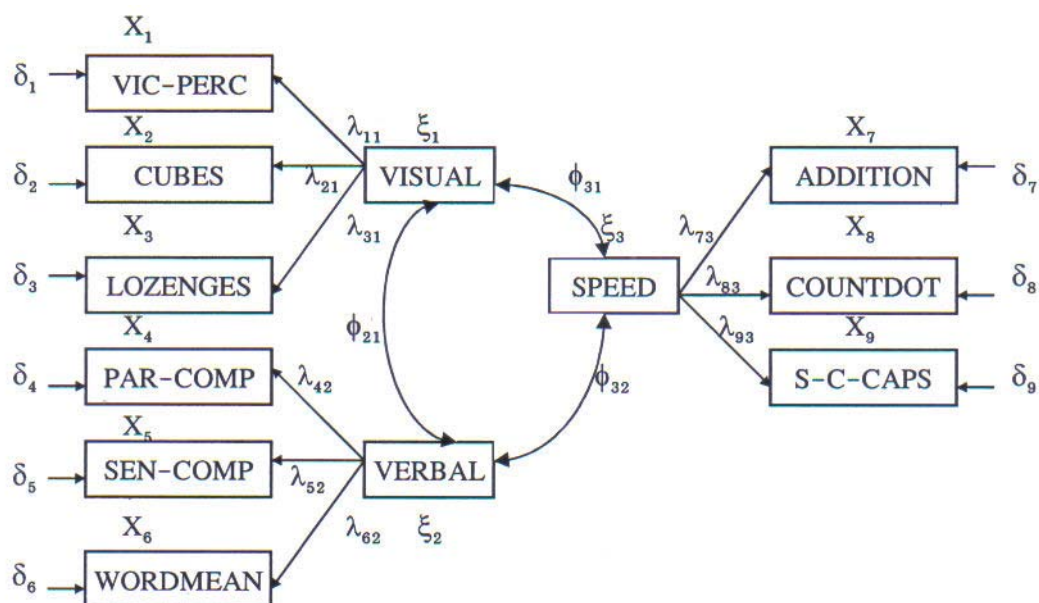 X₁
δ₁
VIC-PERC
X₂
λ₁₁
ξ₁
X₇
δ₂
CUBES
λ₂₁
VISUAL
ϕ₃₁
ADDITION
δ₇
X₃
λ₃₁
ξ₃
λ₇₃
X₈
δ₃
LOZENGES
SPEED
λ₈₃
COUNTDOT
δ₈
X₄
ϕ₂₁
λ₉₃
X₉
δ₄
PAR-COMP
λ₄₂
ϕ₃₂
S-C-CAPS
δ₉
X₅
δ₅
SEN-COMP
λ₅₂
VERBAL
X₆
λ₆₂
ξ₂
δ₆
WORDMEAN